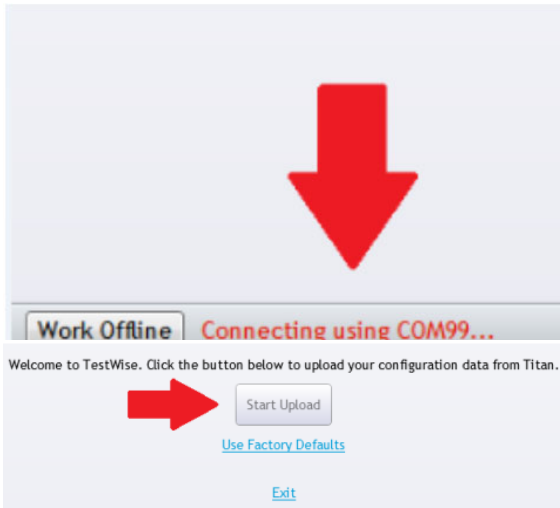 Work Offline Connecting using COM99...
Welcome to TestWise. Click the button below to upload your configuration data from Titan.
Start Upload
Use Factory Defaults
Exit